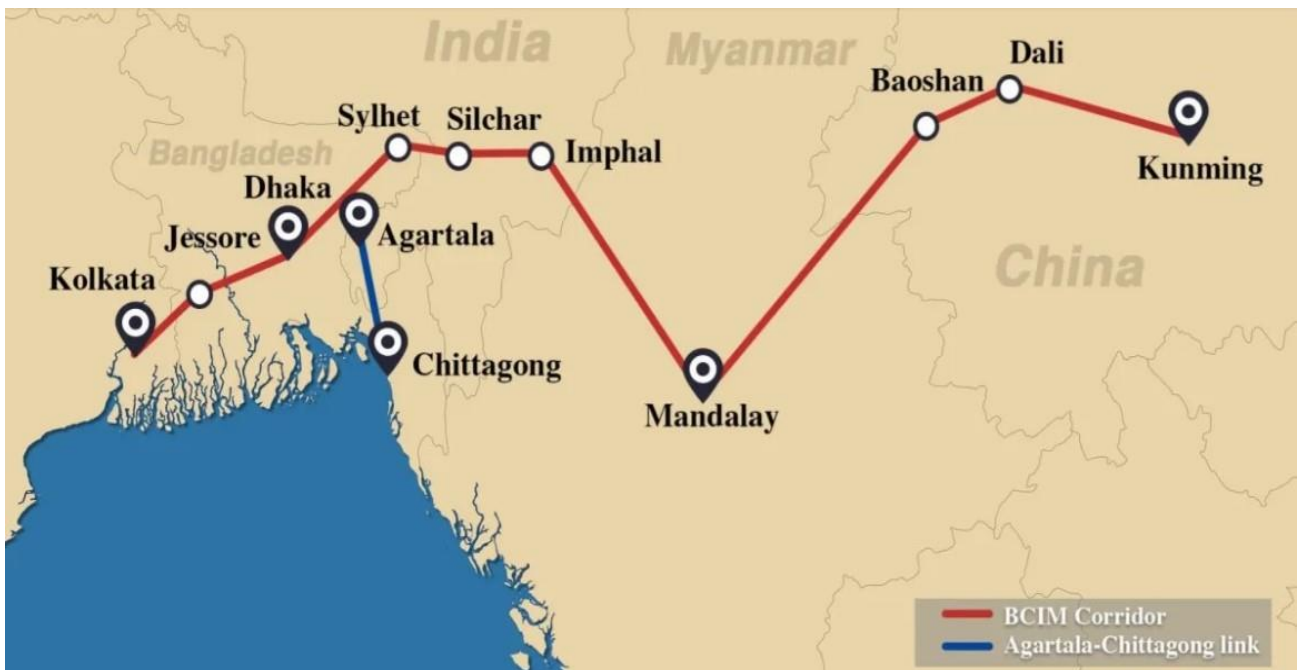 India
Myanmar
Dali
Baoshan
Sylhet
Silchar
Bangladesh
Imphal
Kunming
Dhaka
Jessore
Agartala
China
Kolkata
Chittagong
Mandalay
BCIM Corridor
Agartala-Chittagong link